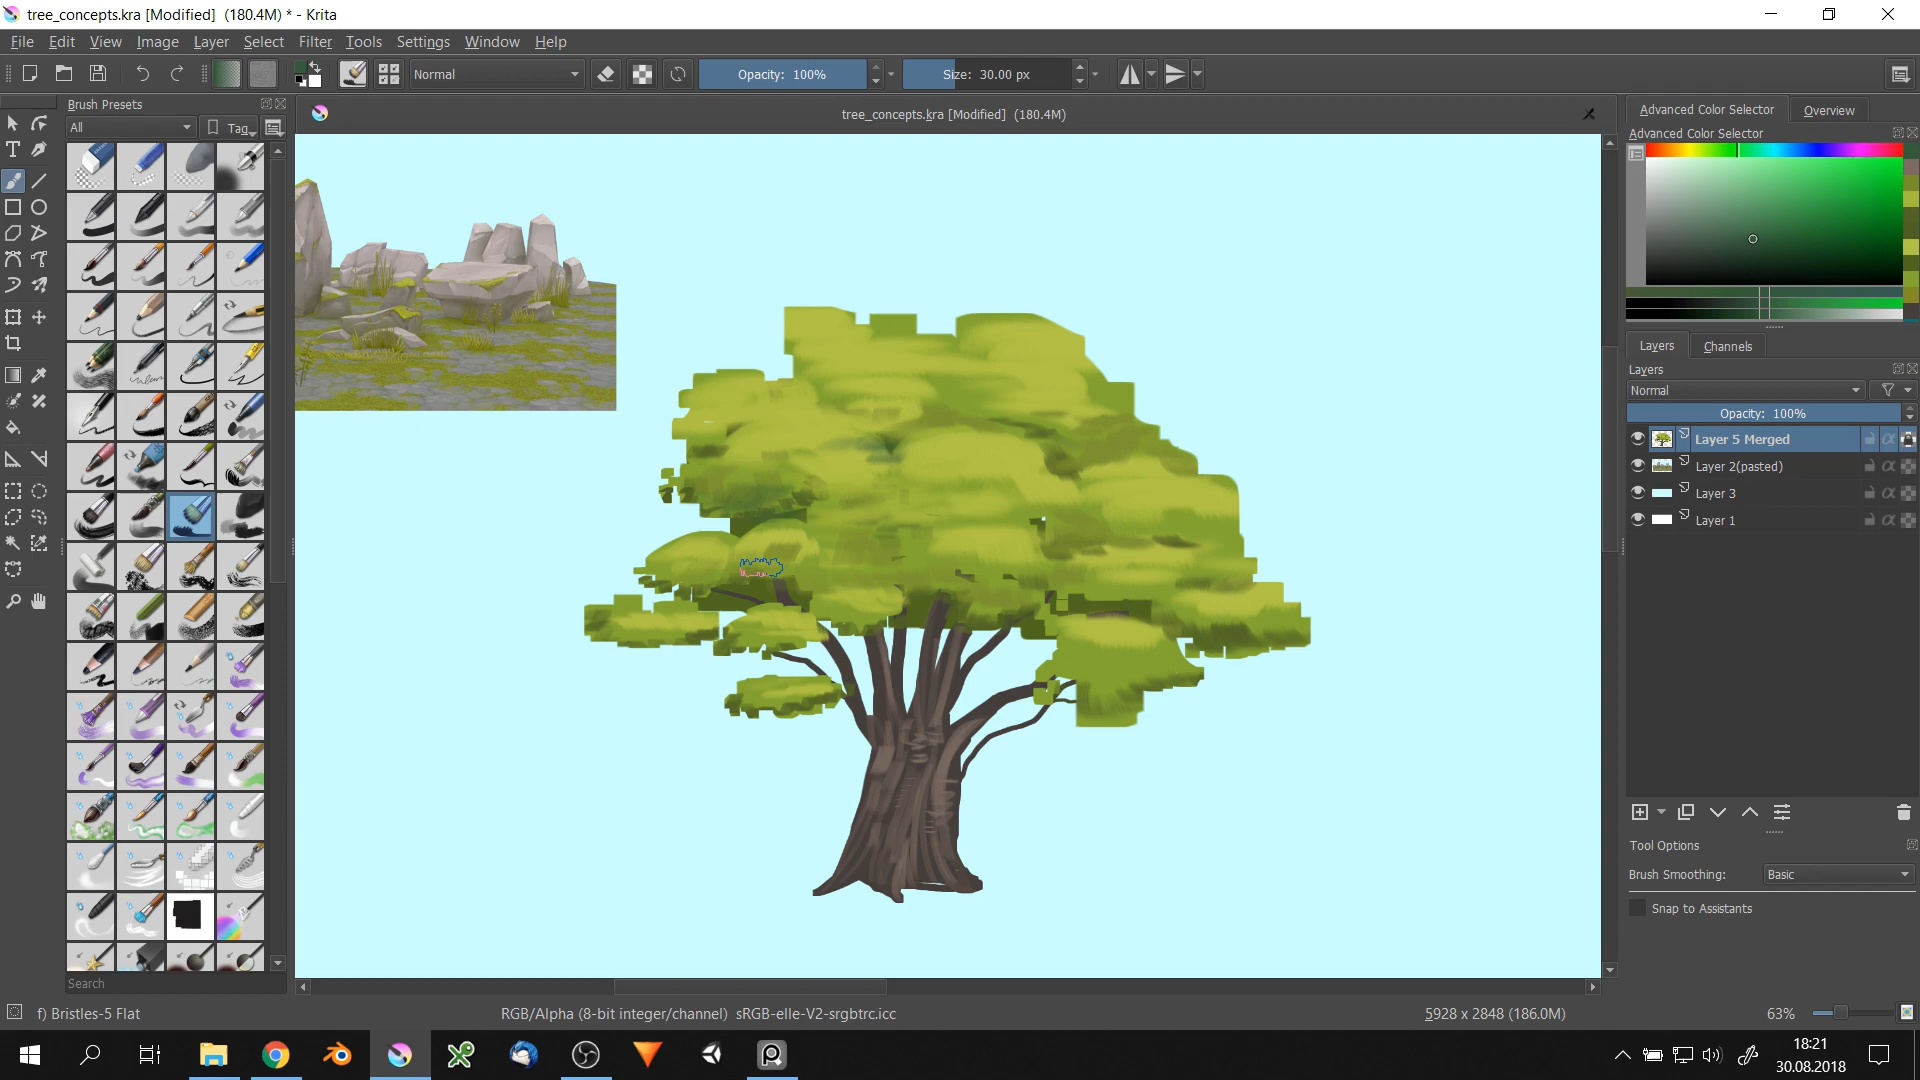 tree_concepts.kra [Modified]  (180.4M) * - Krita
File Edit View Image Layer Select Filter Tools Settings Window Help
Normal
Opacity: 100%
Size: 30.00 px
Brush Presets
All
Tag
tree_concepts.kra [Modified]  (180.4M)
Advanced Color Selector
Overview
Advanced Color Selector
Layers
Channels
Layers
Normal
Opacity: 100%
Layer 5 Merged
Layer 2(pasted)
Layer 3
Layer 1
Tool Options
Brush Smoothing:
Basic
Snap to Assistants
Search
f) Bristles-5 Flat
RGB/Alpha (8-bit integer/channel)  sRGB-elle-V2-srgbtrc.icc
5928 x 2848 (186.0M)
63%
18:21
30.08.2018